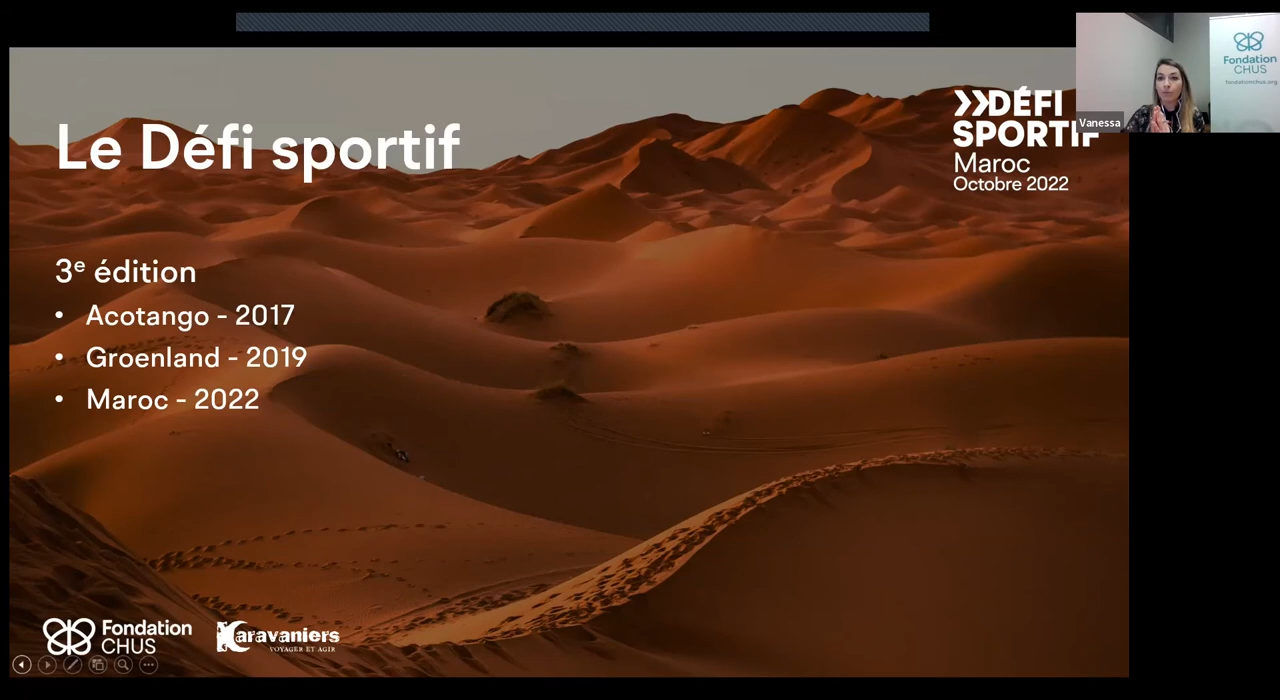 Le Défi sportif
DÉFI
SPORTIF
Maroc
Octobre 2022
3ᵉ édition
• Acotango - 2017
• Groenland - 2019
• Maroc - 2022
Fondation
CHUS
Karavaniers
VOYAGER ET AGIR
Vanessa
Fondation
CHUS
fondationchus.org